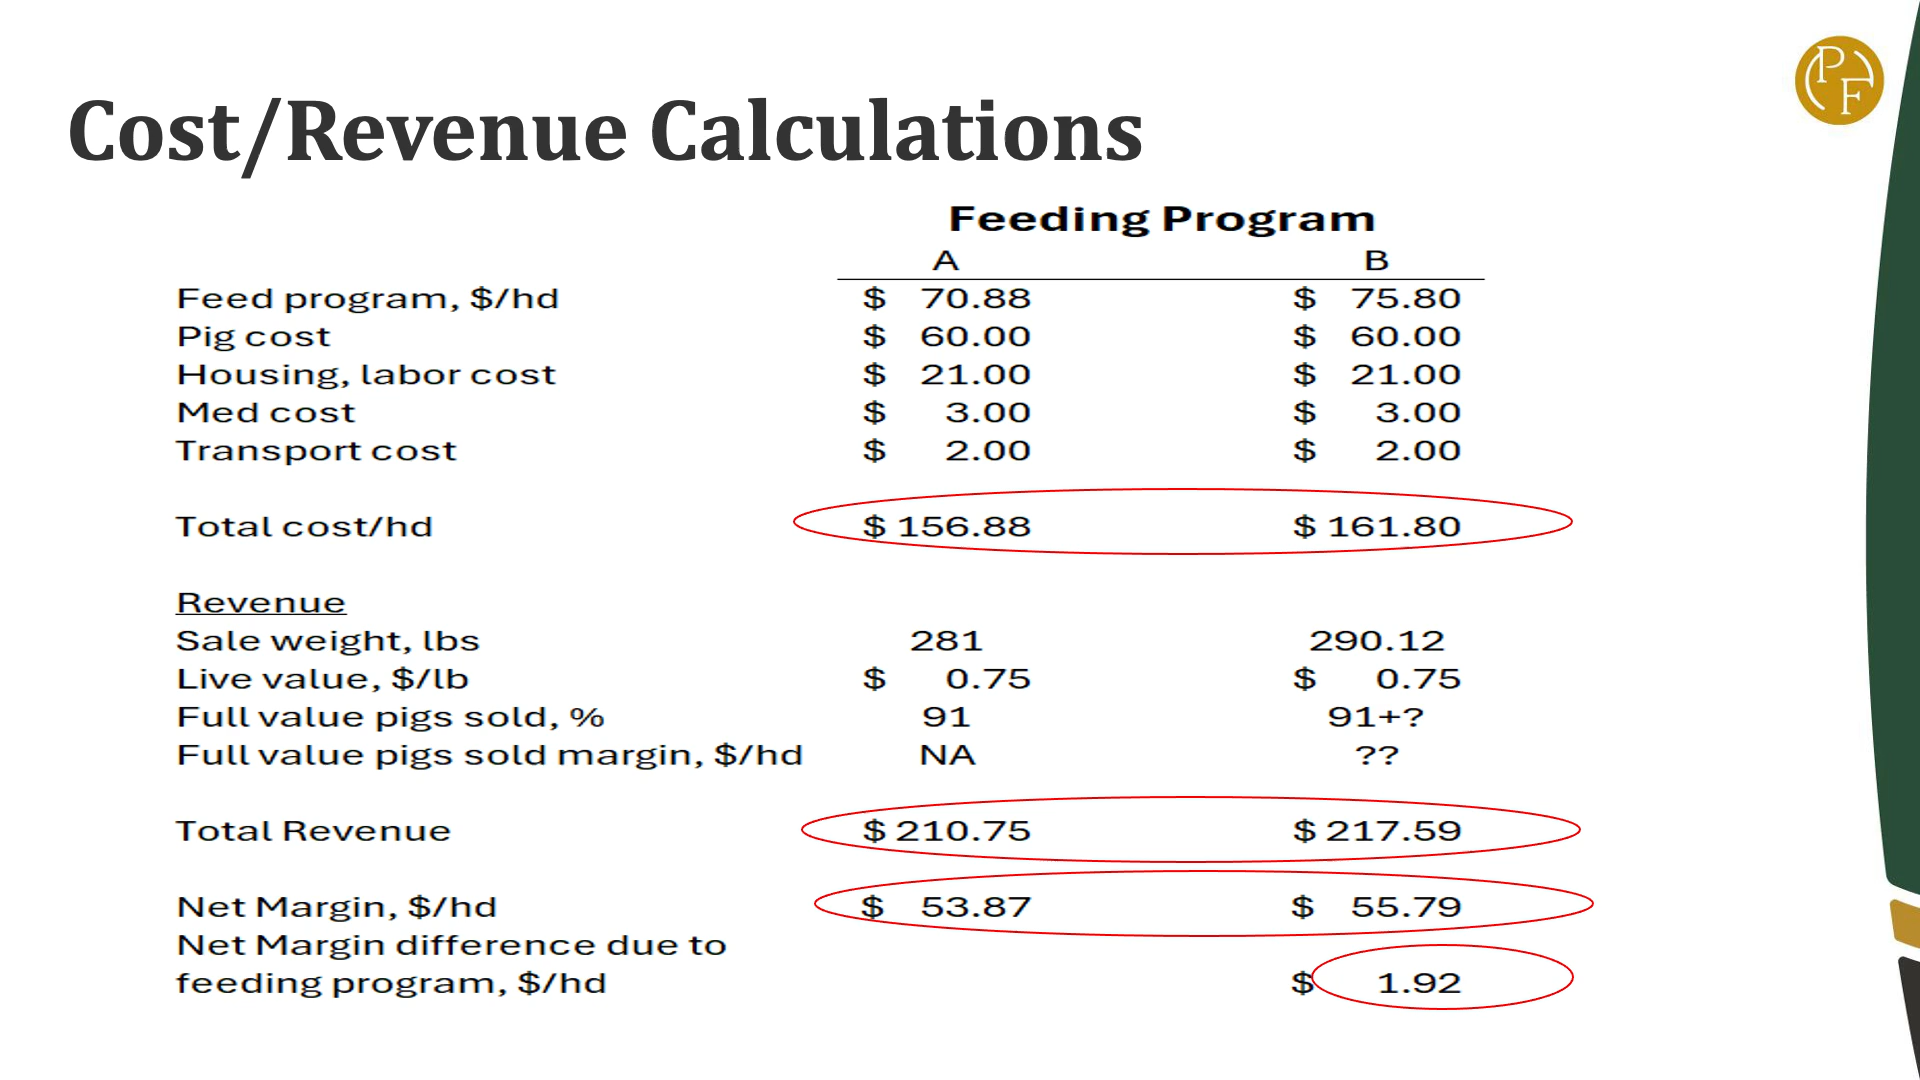 PF
Cost/Revenue Calculations
Feeding Program
A B
Feed program, $/hd $ 70.88 $ 75.80
Pig cost $ 60.00 $ 60.00
Housing, labor cost $ 21.00 $ 21.00
Med cost $ 3.00 $ 3.00
Transport cost $ 2.00 $ 2.00
Total cost/hd $ 156.88 $ 161.80
Revenue
Sale weight, lbs 281 290.12
Live value, $/lb $ 0.75 $ 0.75
Full value pigs sold, % 91 91+?
Full value pigs sold margin, $/hd NA ??
Total Revenue $ 210.75 $ 217.59
Net Margin, $/hd $ 53.87 $ 55.79
Net Margin difference due to
feeding program, $/hd $ 1.92